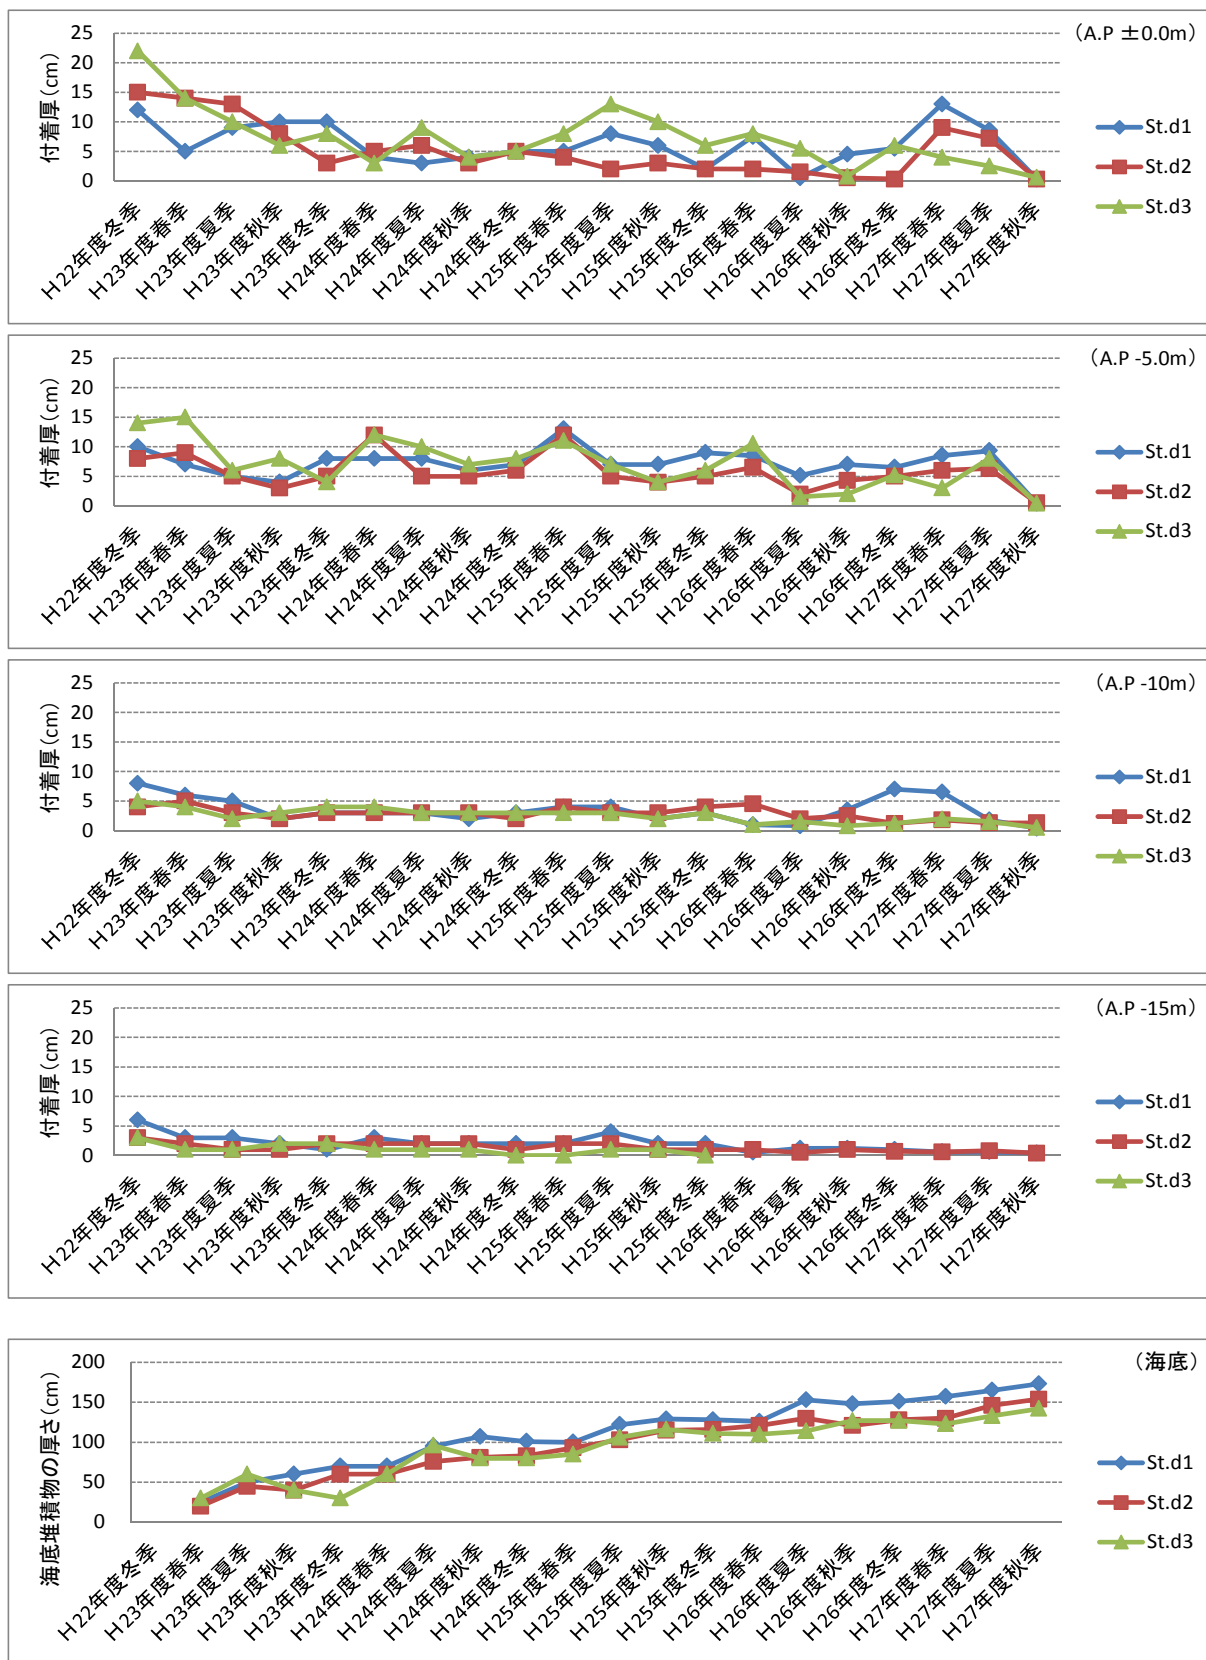 (A.P ±0.0m)
付着厚(cm)
25
20
15
10
5
0
St.d1
St.d2
St.d3
H22年度冬季
H23年度春季
H23年度夏季
H23年度秋季
H23年度冬季
H24年度春季
H24年度夏季
H24年度秋季
H24年度冬季
H25年度春季
H25年度夏季
H25年度秋季
H25年度冬季
H26年度春季
H26年度夏季
H26年度秋季
H26年度冬季
H27年度春季
H27年度夏季
H27年度秋季
(A.P -5.0m)
付着厚(cm)
25
20
15
10
5
0
St.d1
St.d2
St.d3
H22年度冬季
H23年度春季
H23年度夏季
H23年度秋季
H23年度冬季
H24年度春季
H24年度夏季
H24年度秋季
H24年度冬季
H25年度春季
H25年度夏季
H25年度秋季
H25年度冬季
H26年度春季
H26年度夏季
H26年度秋季
H26年度冬季
H27年度春季
H27年度夏季
H27年度秋季
(A.P -10m)
付着厚(cm)
25
20
15
10
5
0
St.d1
St.d2
St.d3
H22年度冬季
H23年度春季
H23年度夏季
H23年度秋季
H23年度冬季
H24年度春季
H24年度夏季
H24年度秋季
H24年度冬季
H25年度春季
H25年度夏季
H25年度秋季
H25年度冬季
H26年度春季
H26年度夏季
H26年度秋季
H26年度冬季
H27年度春季
H27年度夏季
H27年度秋季
(A.P -15m)
付着厚(cm)
25
20
15
10
5
0
St.d1
St.d2
St.d3
H22年度冬季
H23年度春季
H23年度夏季
H23年度秋季
H23年度冬季
H24年度春季
H24年度夏季
H24年度秋季
H24年度冬季
H25年度春季
H25年度夏季
H25年度秋季
H25年度冬季
H26年度春季
H26年度夏季
H26年度秋季
H26年度冬季
H27年度春季
H27年度夏季
H27年度秋季
(海底)
海底堆積物の厚さ(cm)
200
150
100
50
0
St.d1
St.d2
St.d3
H22年度冬季
H23年度春季
H23年度夏季
H23年度秋季
H23年度冬季
H24年度春季
H24年度夏季
H24年度秋季
H24年度冬季
H25年度春季
H25年度夏季
H25年度秋季
H25年度冬季
H26年度春季
H26年度夏季
H26年度秋季
H26年度冬季
H27年度春季
H27年度夏季
H27年度秋季